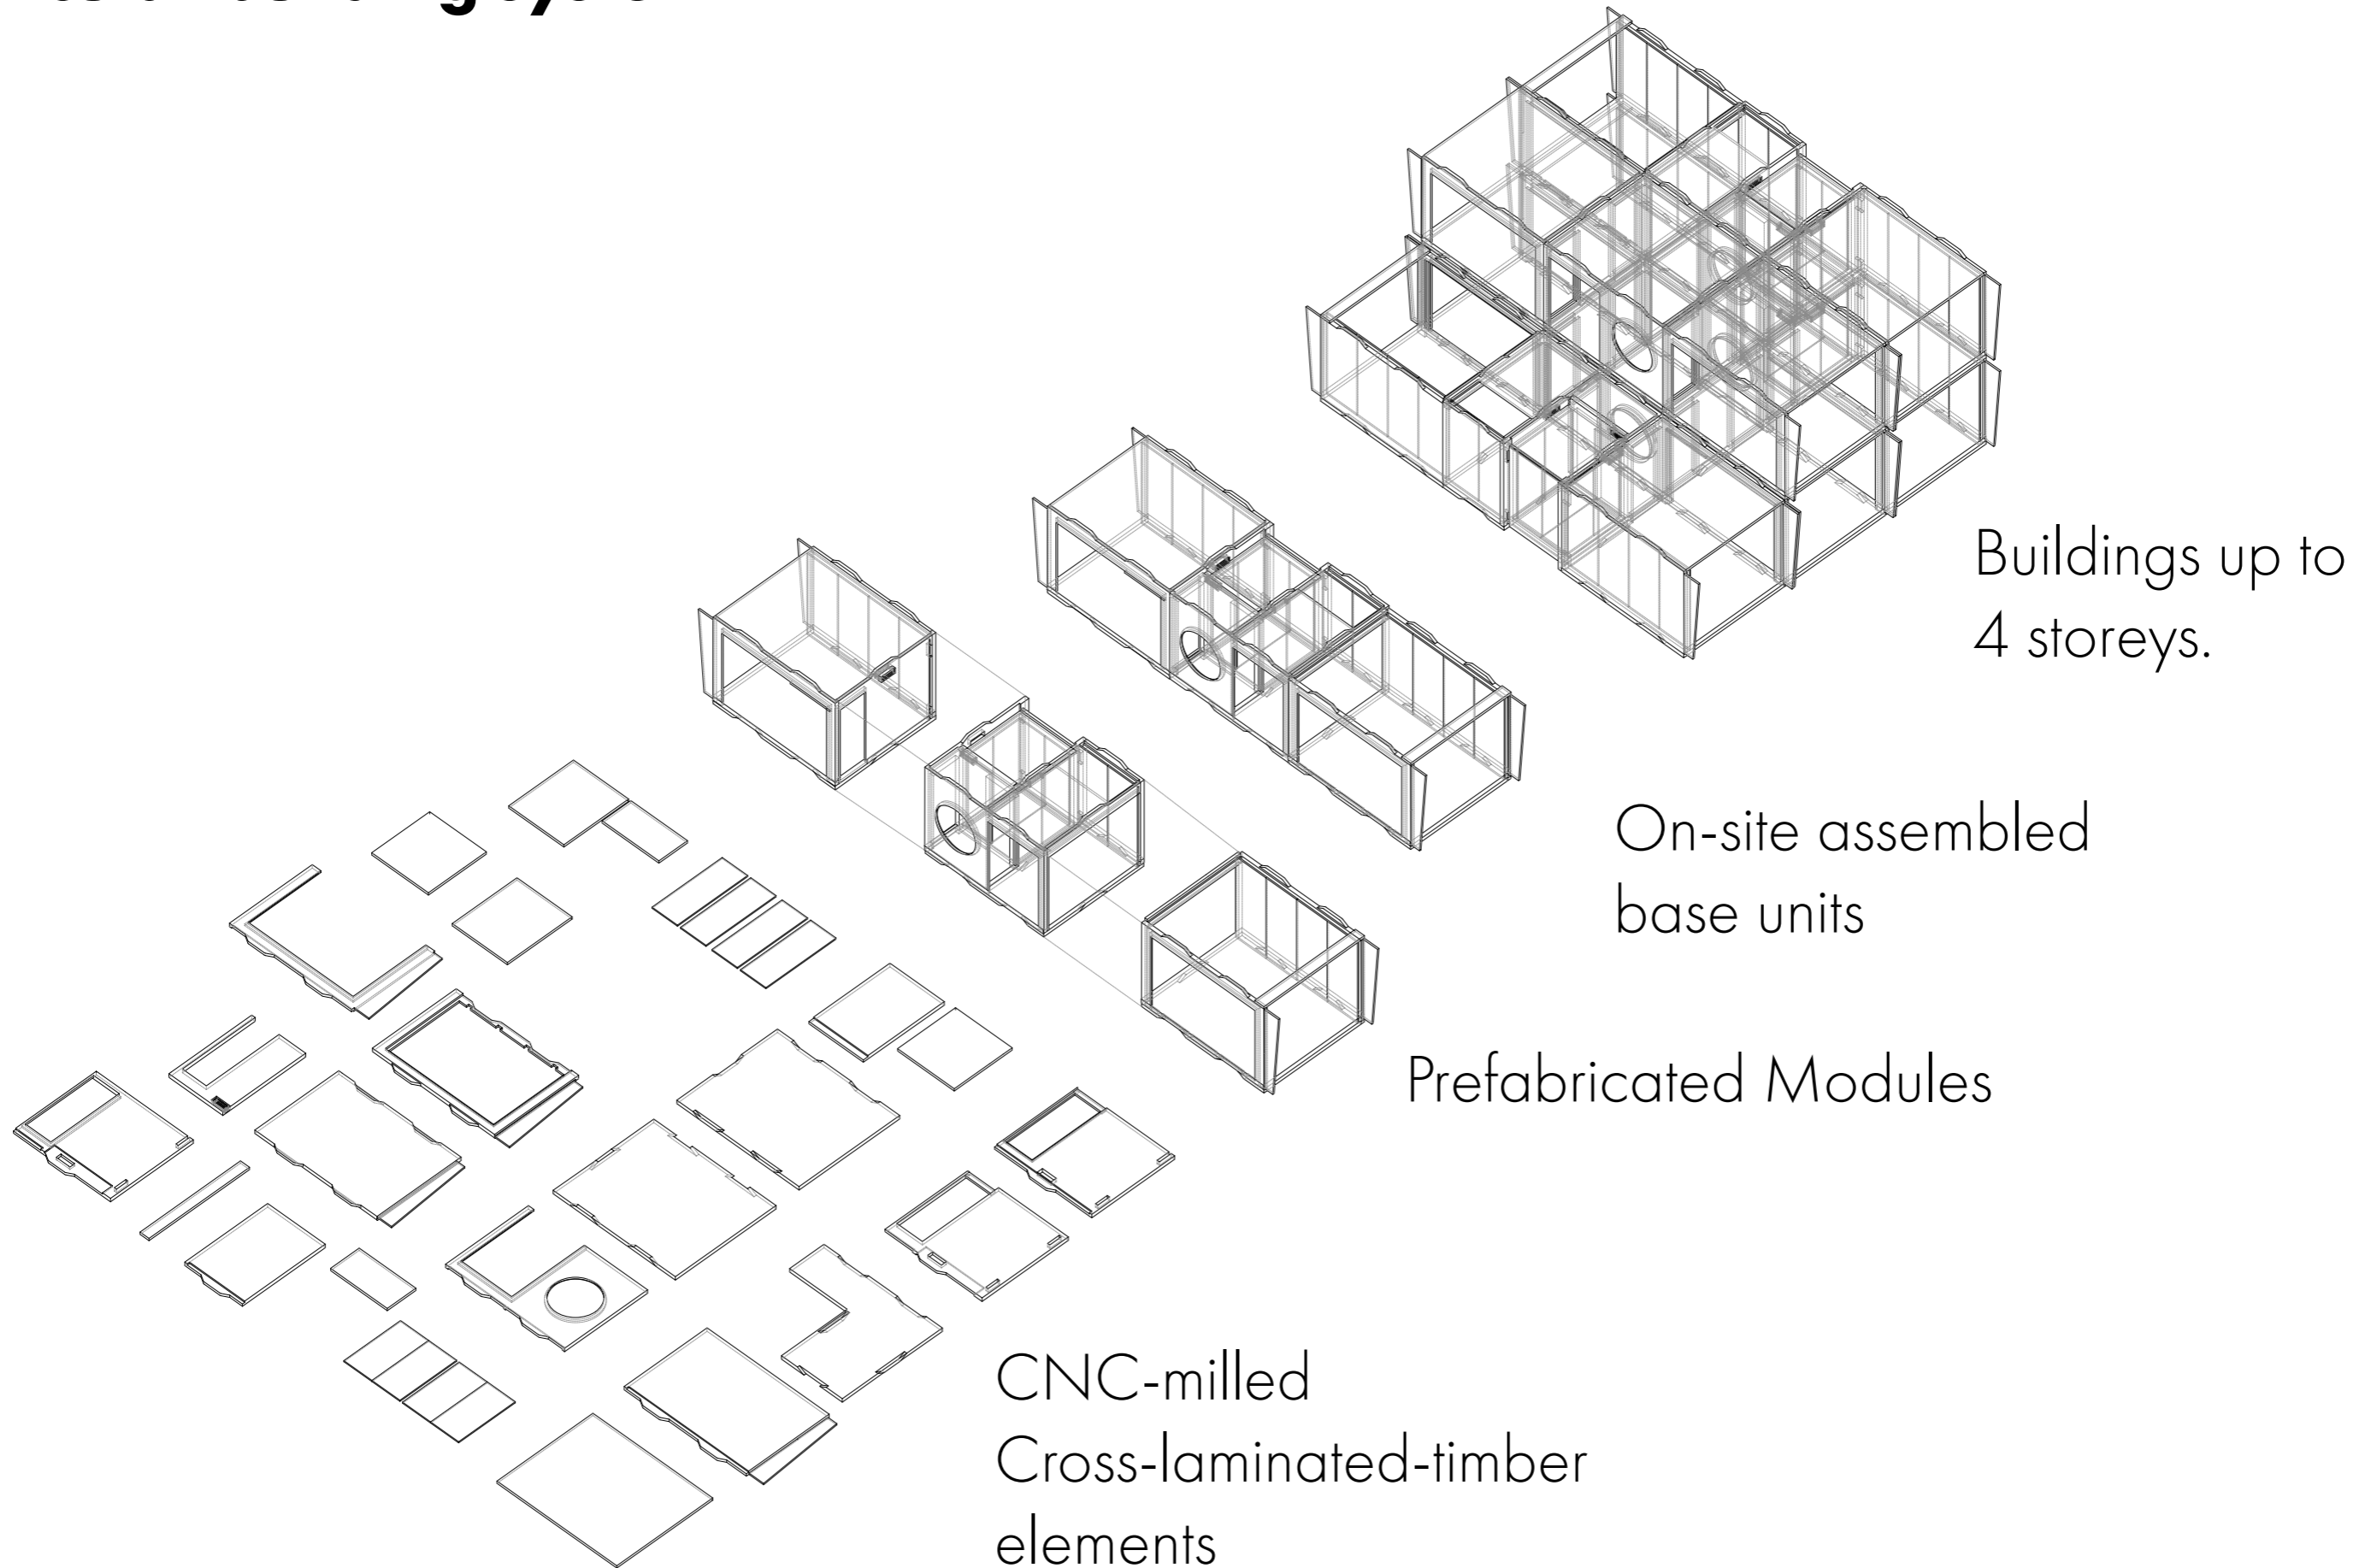 Buildings up to
4 storeys.
On-site assembled
base units
Prefabricated Modules
CNC-milled
Cross-laminated-timber
elements